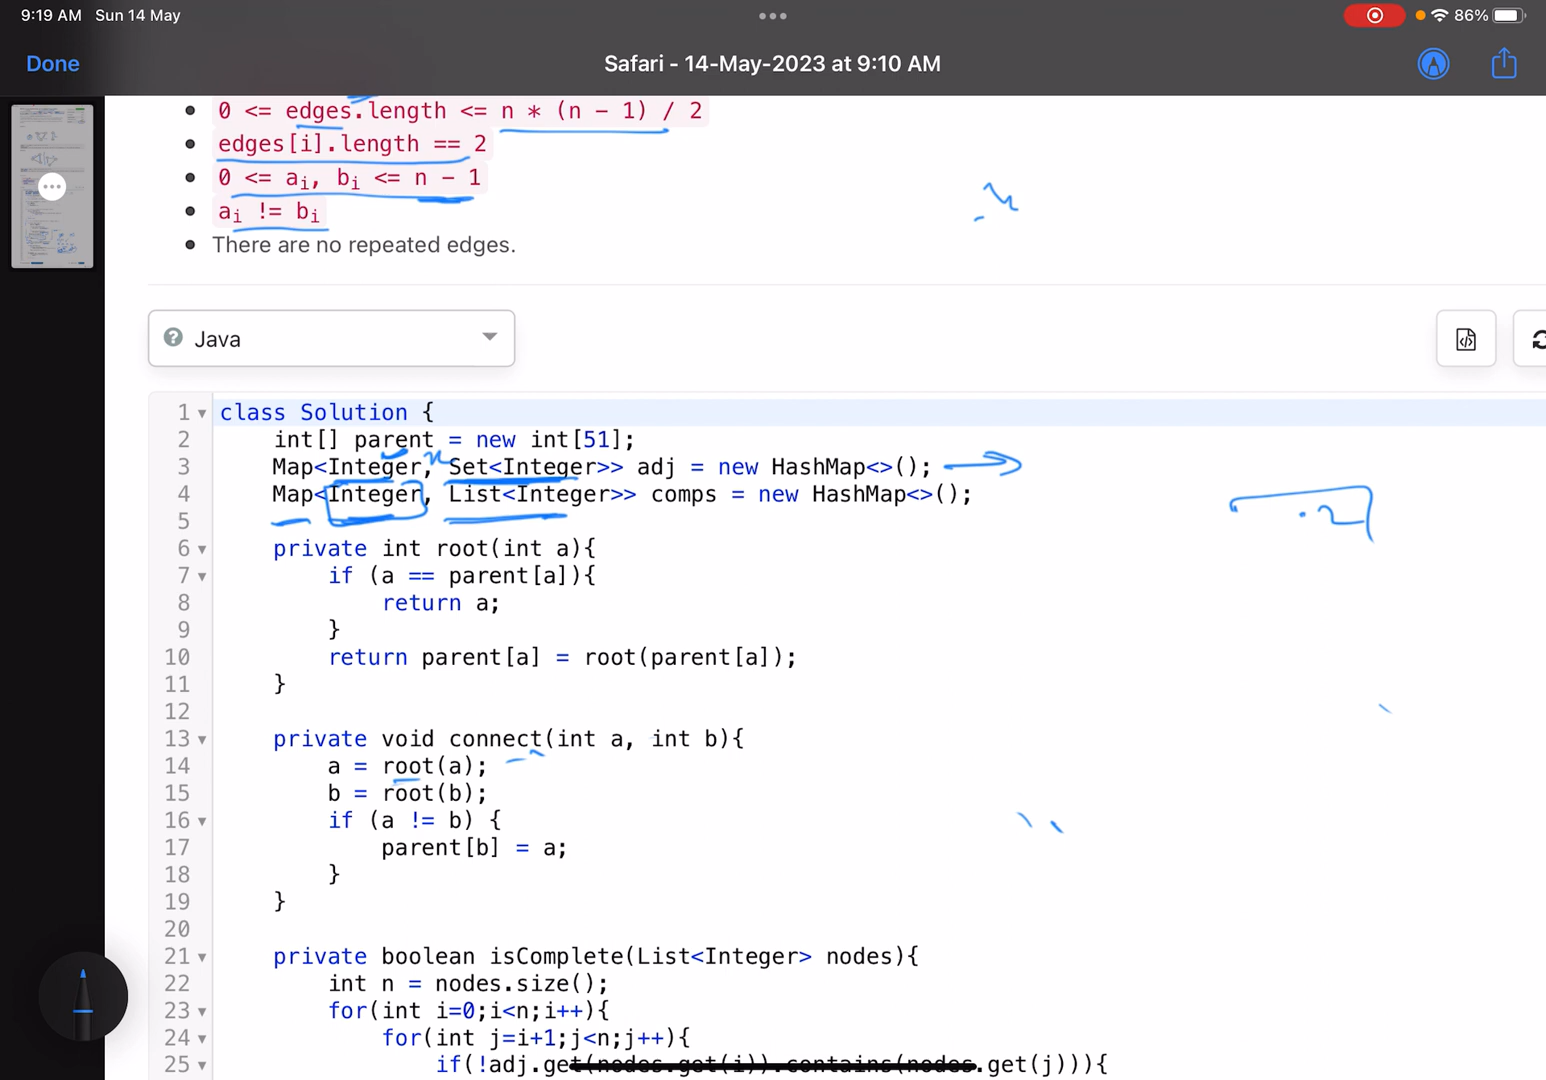 9:19 AM Sun 14 May
86%
Done
Safari - 14-May-2023 at 9:10 AM
0 <= edges.length <= n * (n - 1) / 2
edges[i].length == 2
0 <= ai, bi <= n - 1
ai != bi
There are no repeated edges.
Java
1 class Solution {
2 int[] parent = new int[51];
3 Map<Integer, Set<Integer>> adj = new HashMap<>();
4 Map<Integer, List<Integer>> comps = new HashMap<>();
5
6 private int root(int a){
7 if (a == parent[a]){
8 return a;
9 }
10 return parent[a] = root(parent[a]);
11 }
12
13 private void connect(int a, int b){
14 a = root(a);
15 b = root(b);
16 if (a != b) {
17 parent[b] = a;
18 }
19 }
20
21 private boolean isComplete(List<Integer> nodes){
22 int n = nodes.size();
23 for(int i=0;i<n;i++){
24 for(int j=i+1;j<n;j++){
25 if(!adj.get(nodes.get(i)).contains(nodes.get(j))){